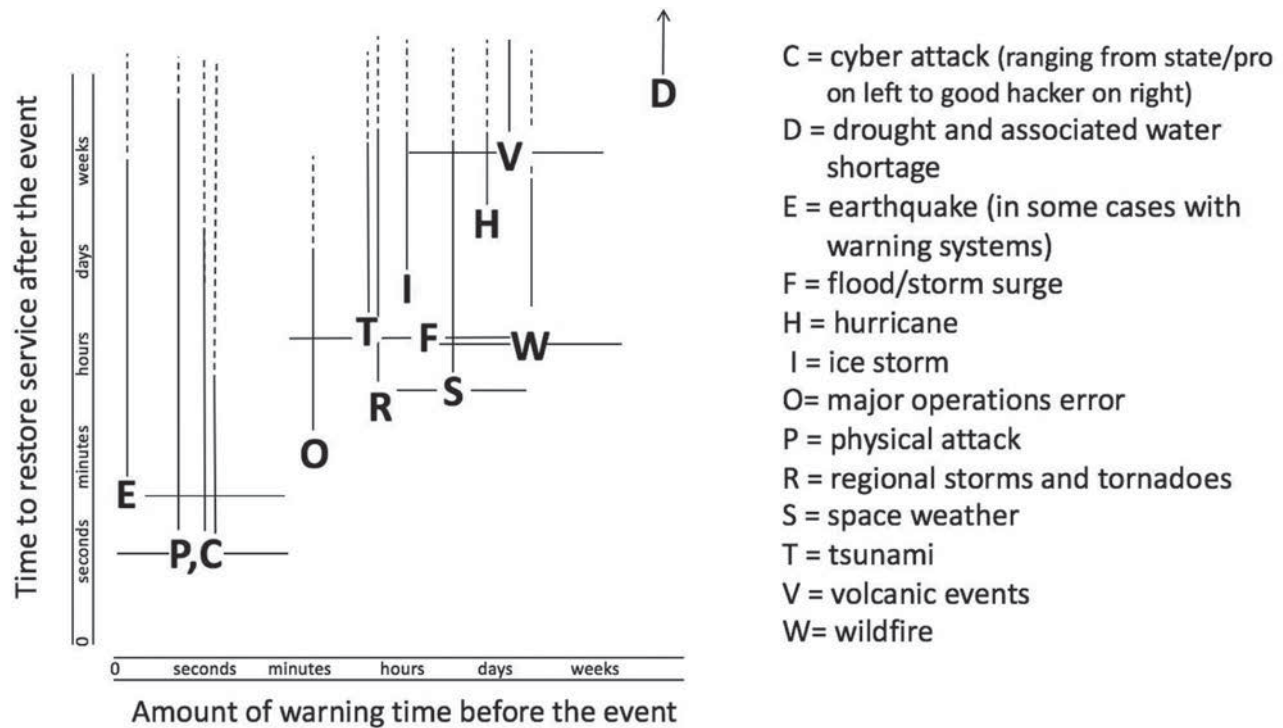 Time to restore service after the event
weeks
days
hours
minutes
seconds
0
D
V
H
I
T
F
W
R
S
O
E
P,C
0 seconds minutes hours days weeks
Amount of warning time before the event
C = cyber attack (ranging from state/pro
on left to good hacker on right)
D = drought and associated water
shortage
E = earthquake (in some cases with
warning systems)
F = flood/storm surge
H = hurricane
I = ice storm
O= major operations error
P = physical attack
R = regional storms and tornadoes
S = space weather
T = tsunami
V = volcanic events
W= wildfire